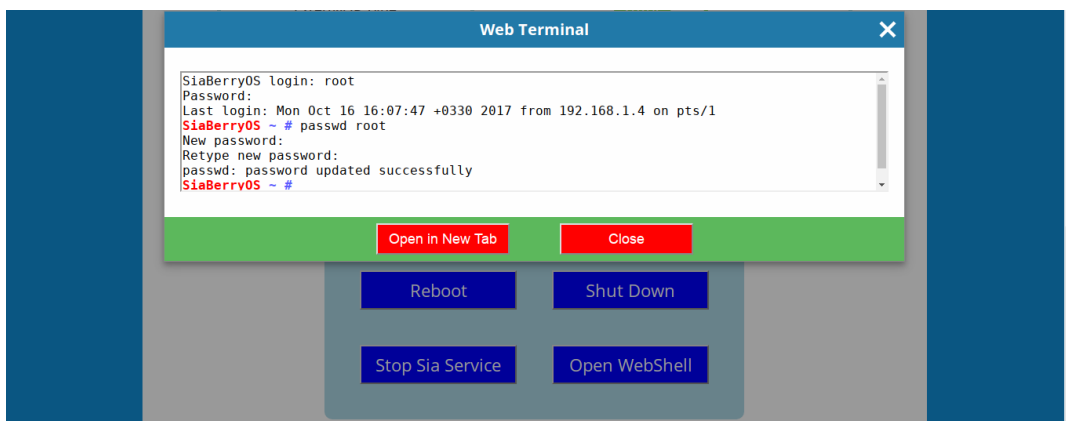 Web Terminal
SiaBerryOS login: root
Password:
Last login: Mon Oct 16 16:07:47 +0330 2017 from 192.168.1.4 on pts/1
SiaBerryOS ~ # passwd root
New password:
Retype new password:
passwd: password updated successfully
SiaBerryOS ~ #
Open in New Tab
Close
Reboot
Shut Down
Stop Sia Service
Open WebShell